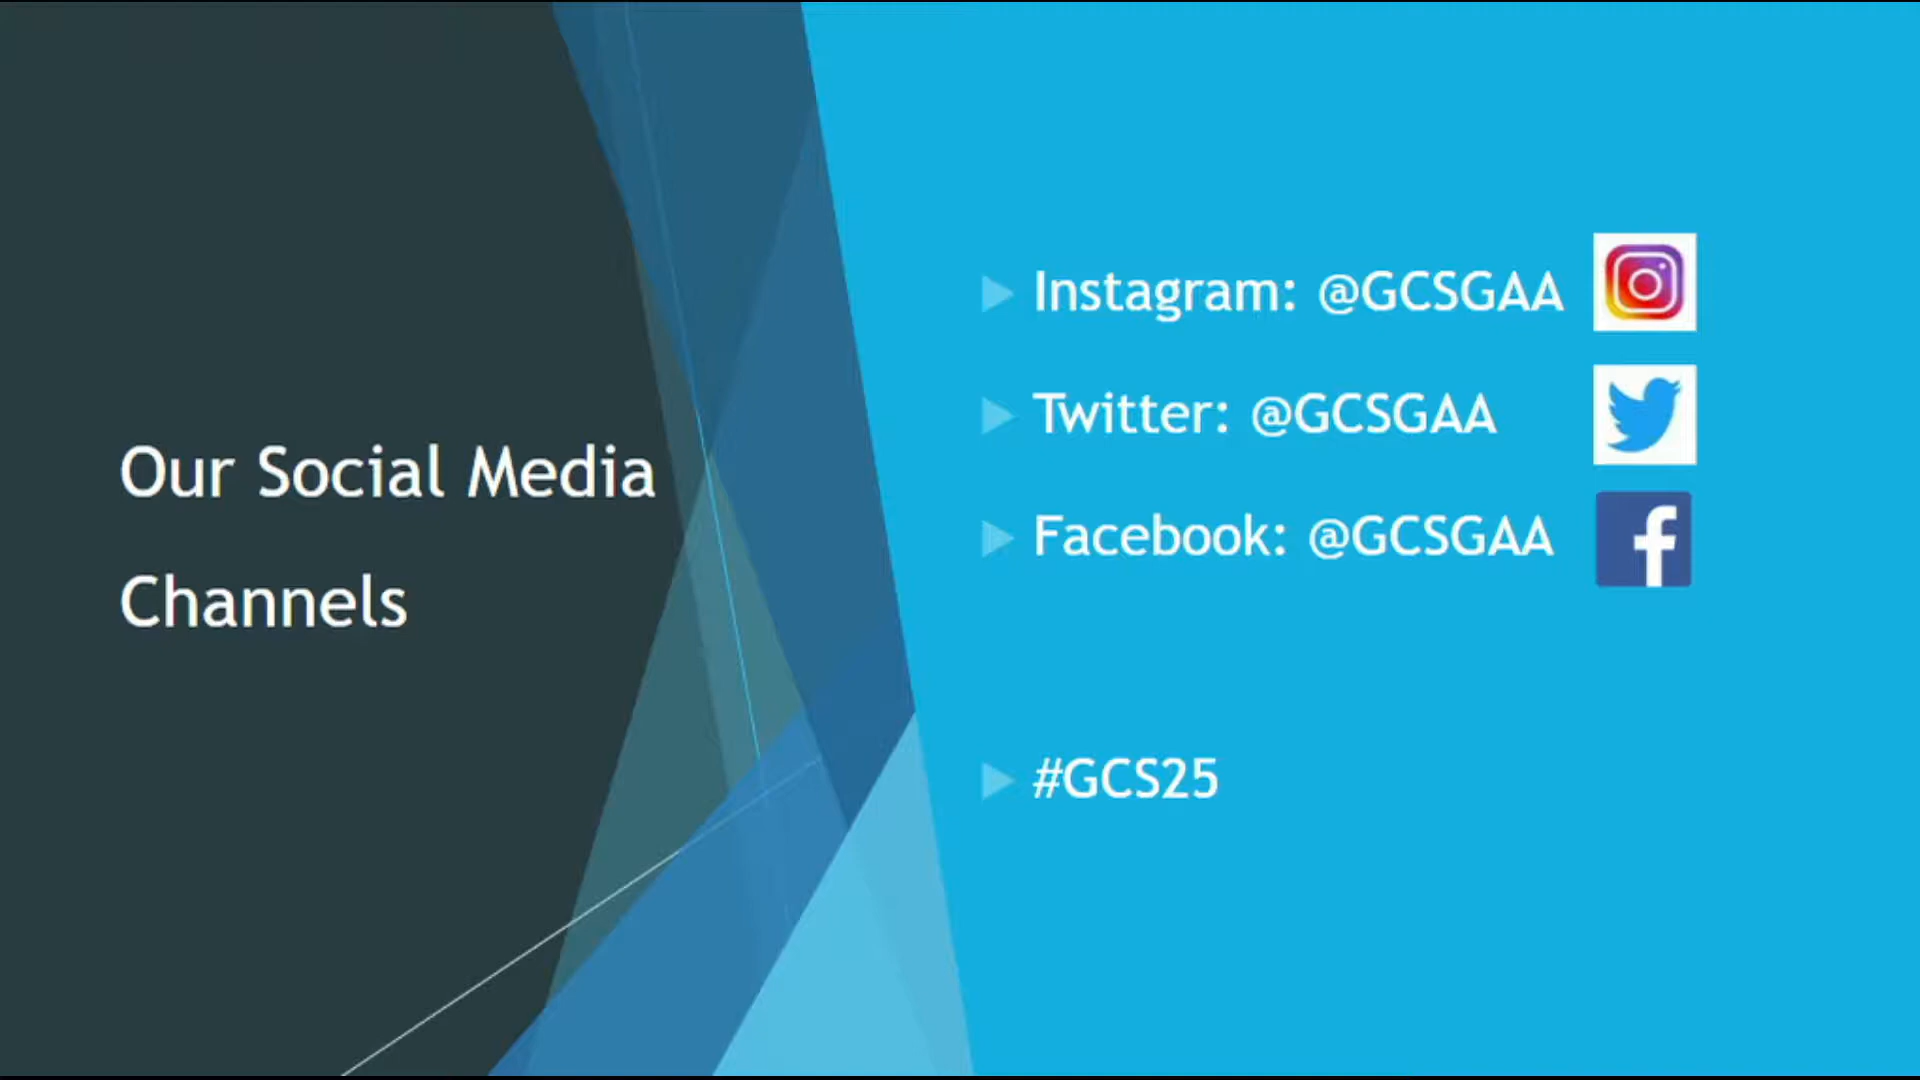 Our Social Media
Channels
Instagram: @GCSGAA
Twitter: @GCSGAA
Facebook: @GCSGAA
#GCS25